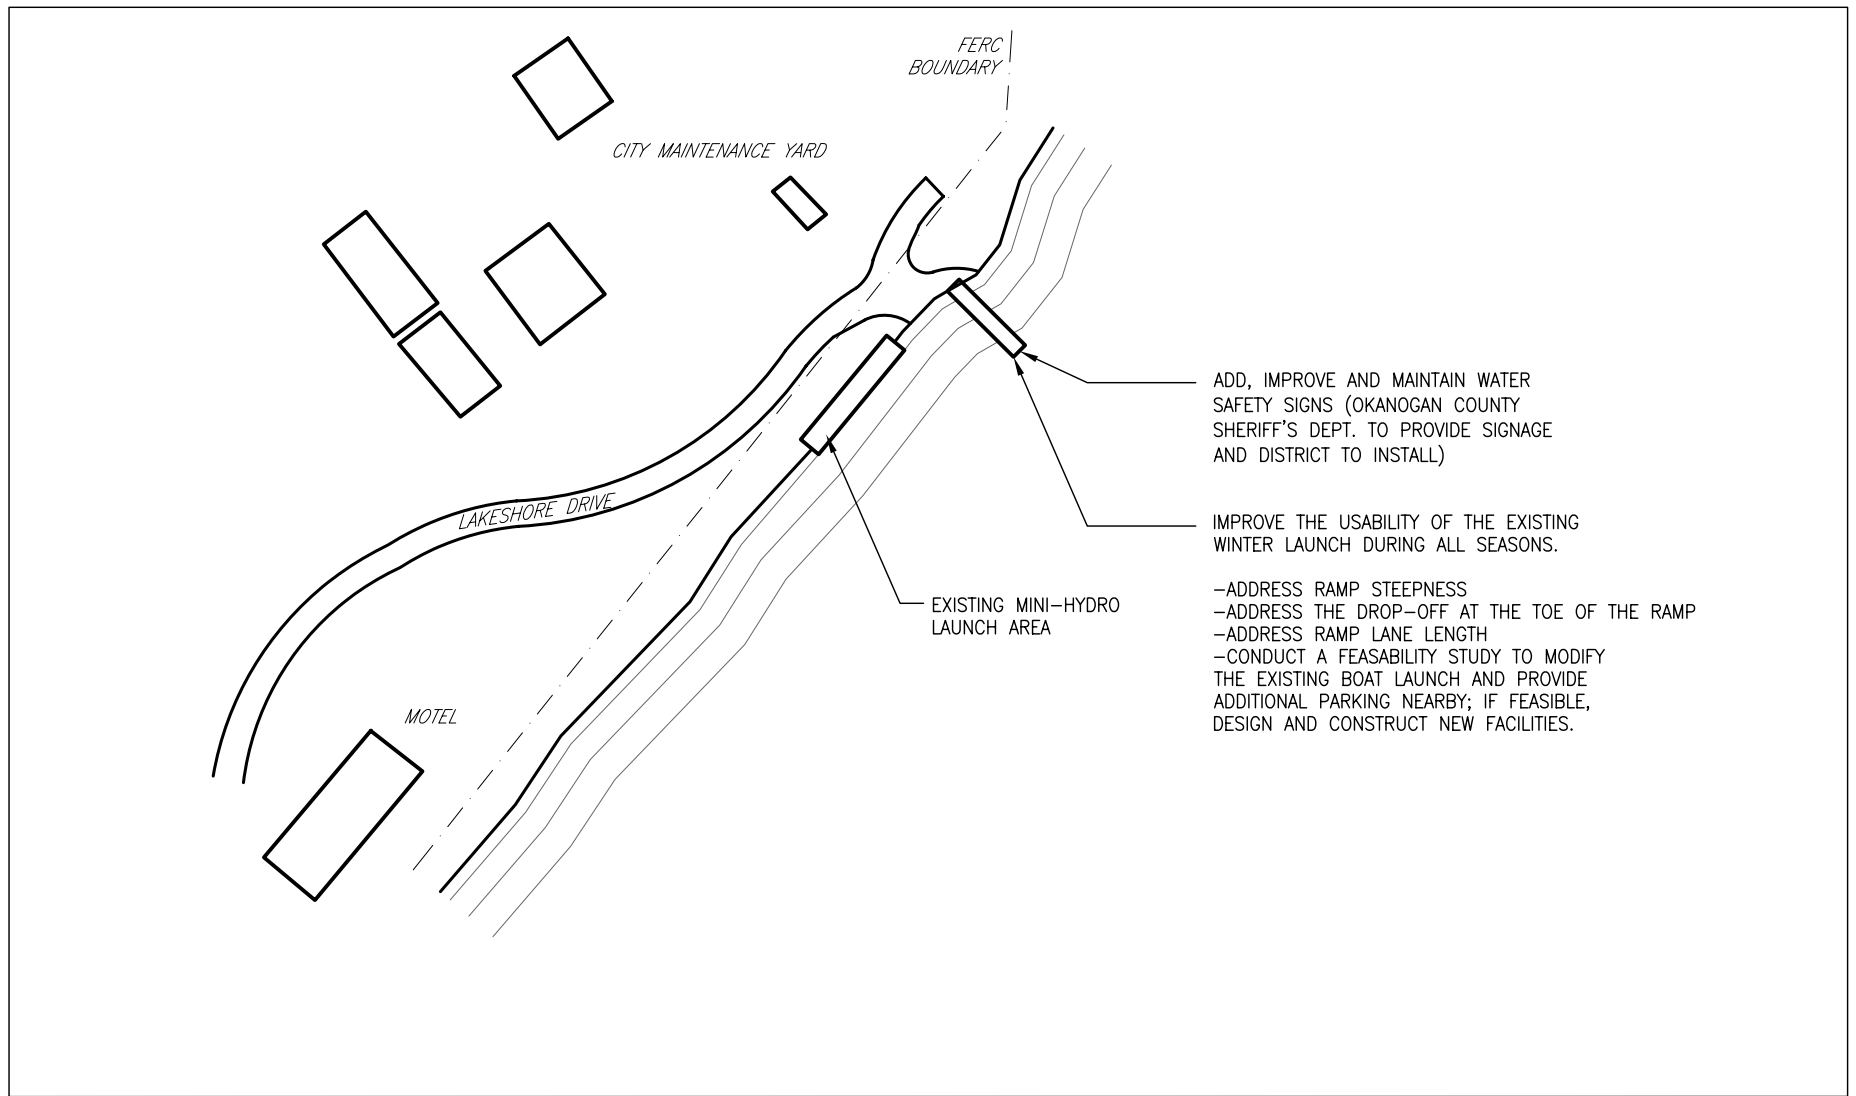 FERC
BOUNDARY
CITY MAINTENANCE YARD
ADD, IMPROVE AND MAINTAIN WATER
SAFETY SIGNS (OKANOGAN COUNTY
SHERIFF'S DEPT. TO PROVIDE SIGNAGE
AND DISTRICT TO INSTALL)
LAKESHORE DRIVE
IMPROVE THE USABILITY OF THE EXISTING
WINTER LAUNCH DURING ALL SEASONS.
-ADDRESS RAMP STEEPNESS
-ADDRESS THE DROP-OFF AT THE TOE OF THE RAMP
-ADDRESS RAMP LANE LENGTH
-CONDUCT A FEASABILITY STUDY TO MODIFY
THE EXISTING BOAT LAUNCH AND PROVIDE
ADDITIONAL PARKING NEARBY; IF FEASIBLE,
DESIGN AND CONSTRUCT NEW FACILITIES.
EXISTING MINI-HYDRO
LAUNCH AREA
MOTEL